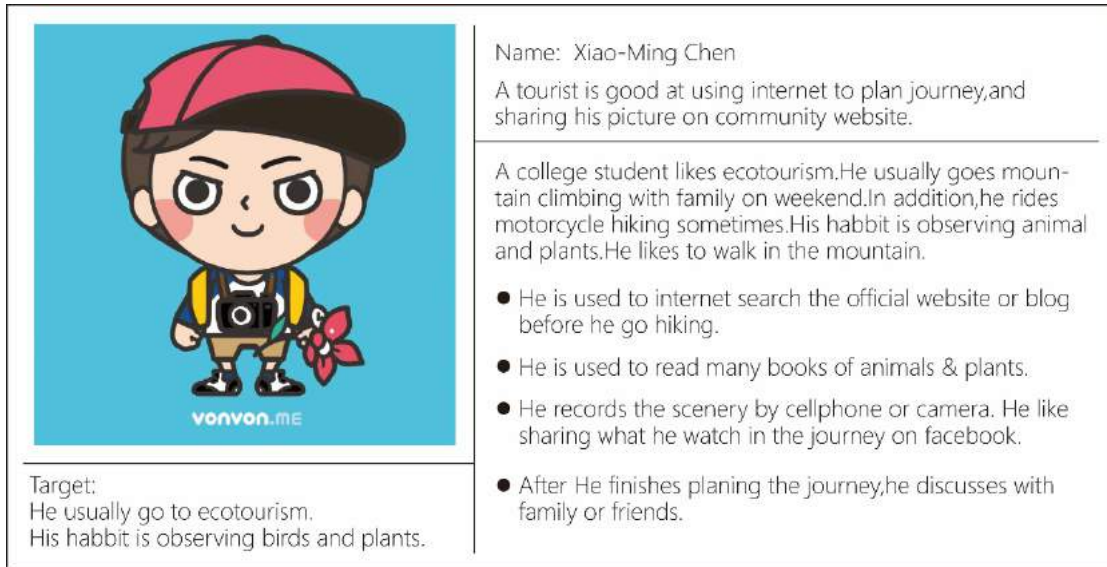 vonvon.ME
Target:
He usually go to ecotourism.
His habbit is observing birds and plants.
Name: Xiao-Ming Chen
A tourist is good at using internet to plan journey,and
sharing his picture on community website.
A college student likes ecotourism.He usually goes moun-
tain climbing with family on weekend.In addition,he rides
motorcycle hiking sometimes.His habbit is observing animal
and plants.He likes to walk in the mountain.
● He is used to internet search the official website or blog
before he go hiking.
● He is used to read many books of animals & plants.
● He records the scenery by cellphone or camera. He like
sharing what he watch in the journey on facebook.
● After He finishes planing the journey,he discusses with
family or friends.